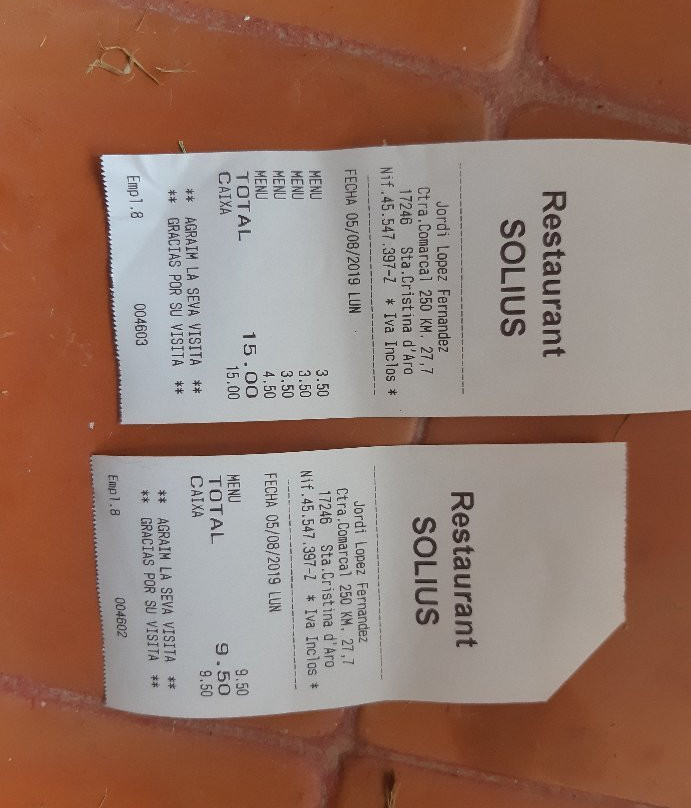 Restaurant
SOLIUS
Jordi Lopez Fernandez
Ctra.Comarcal 250 KM. 27,7
17246 Sta.Cristina d'Aro
Nif.45.547.397-Z * Iva Inclos *
FECHA 05/08/2019 LUN
MENU 3.50
MENU 3.50
MENU 3.50
MENU 4.50
TOTAL 15.00
CAIXA 15.00
** AGRAIM LA SEVA VISITA **
** GRACIAS POR SU VISITA **
Empl.8 004603
Restaurant
SOLIUS
Jordi Lopez Fernandez
Ctra.Comarcal 250 KM. 27,7
17246 Sta.Cristina d'Aro
Nif.45.547.397-Z * Iva Inclos *
FECHA 05/08/2019 LUN
MENU 9.50
TOTAL 9.50
CAIXA 9.50
** AGRAIM LA SEVA VISITA **
** GRACIAS POR SU VISITA **
Empl.8 004602